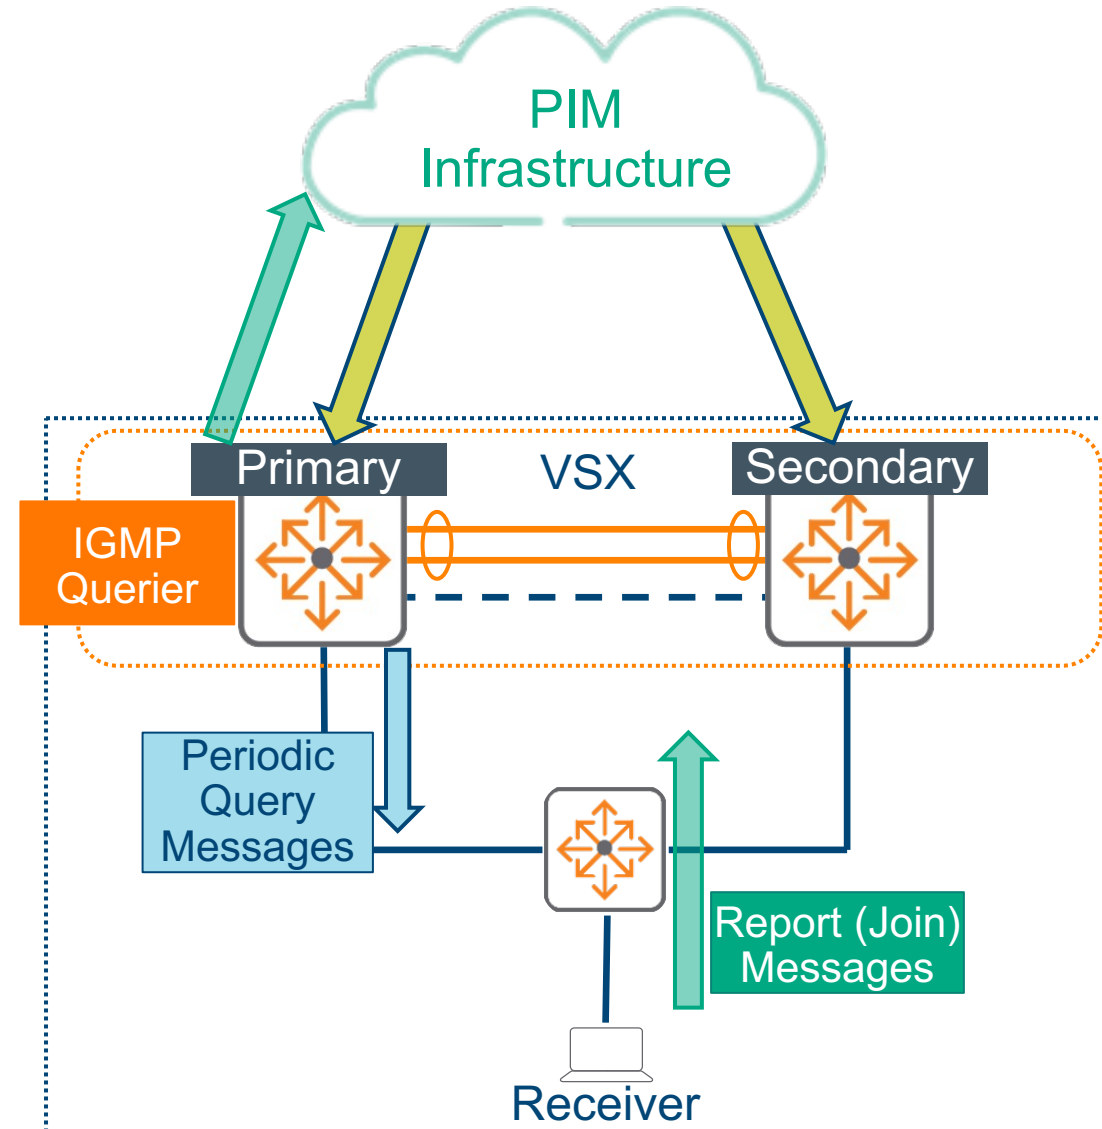 PIM
Infrastructure
Primary
VSX
Secondary
IGMP
Querier
Periodic
Query
Messages
Report (Join)
Messages
Receiver